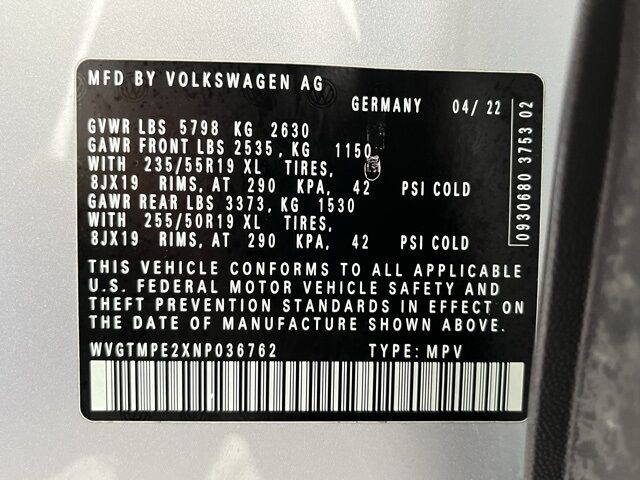 MFD BY VOLKSWAGEN AG
GERMANY 04/ 22
GVWR LBS 5798 KG 2630
GAWR FRONT LBS 2535, KG 1150
WITH 235/55R19 XL TIRES,
8JX19 RIMS, AT 290 KPA, 42 PSI COLD
GAWR REAR LBS 3373, KG 1530
WITH 255/50R19 XL TIRES,
8JX19 RIMS, AT 290 KPA, 42 PSI COLD
THIS VEHICLE CONFORMS TO ALL APPLICABLE
U.S. FEDERAL MOTOR VEHICLE SAFETY AND
THEFT PREVENTION STANDARDS IN EFFECT ON
THE DATE OF MANUFACTURE SHOWN ABOVE.
WVGTMPE2XNP036762 TYPE: MPV
0930680 3753 02